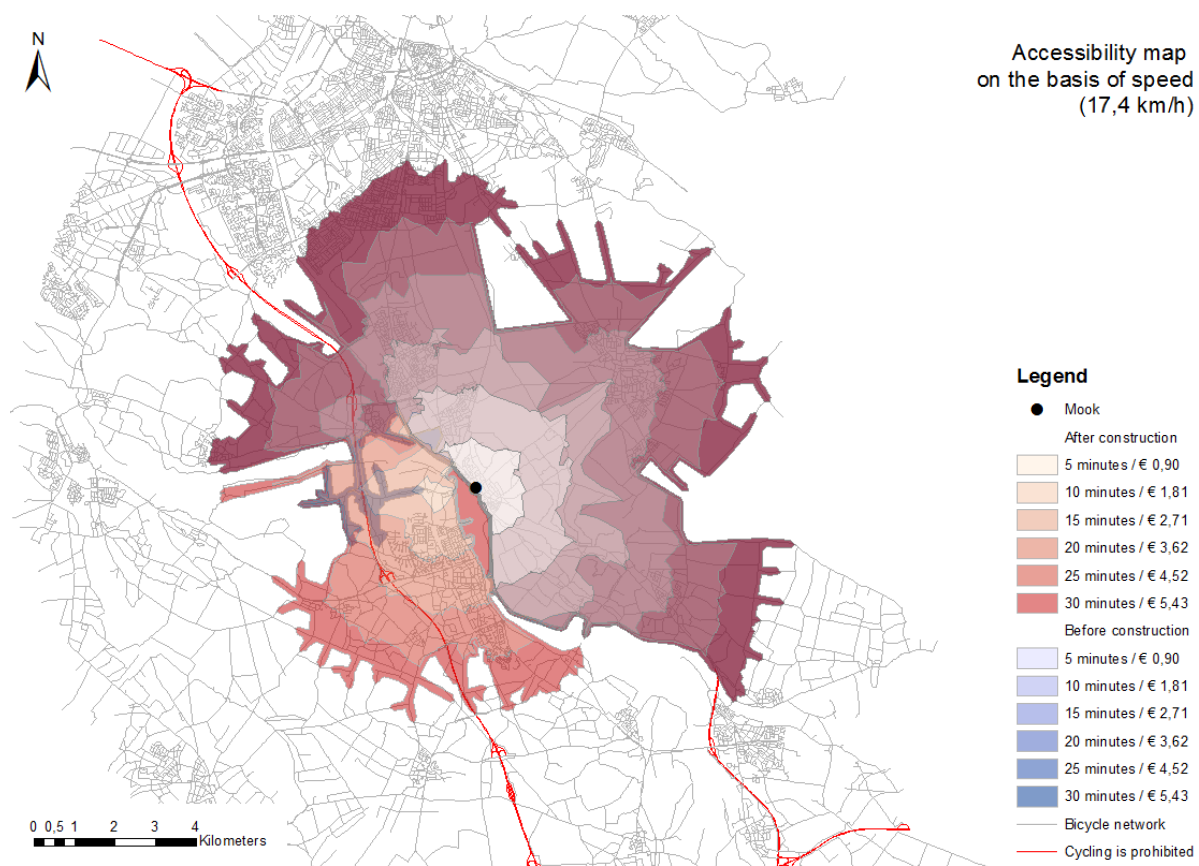 N
Accessibility map
on the basis of speed
(17,4 km/h)
Legend
Mook
After construction
5 minutes / € 0,90
10 minutes / € 1,81
15 minutes / € 2,71
20 minutes / € 3,62
25 minutes / € 4,52
30 minutes / € 5,43
Before construction
5 minutes / € 0,90
10 minutes / € 1,81
15 minutes / € 2,71
20 minutes / € 3,62
25 minutes / € 4,52
30 minutes / € 5,43
Bicycle network
Cycling is prohibited
0 0,5 1 2 3 4
Kilometers